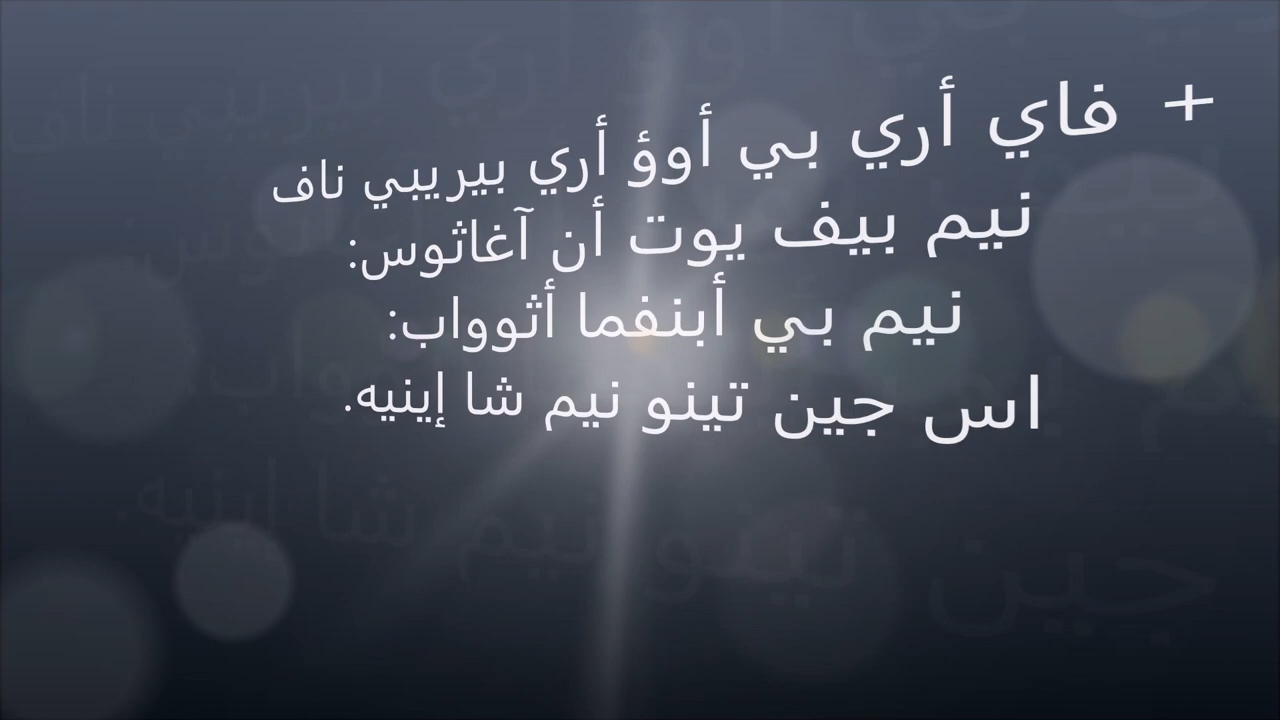 + فاي أري بي أوؤ أري بيريبي ناف
نيم بيف يوت أن آغاثوس:
نيم بي أبنفما أثوواب:
اس جين تينو نيم شا إينيه.